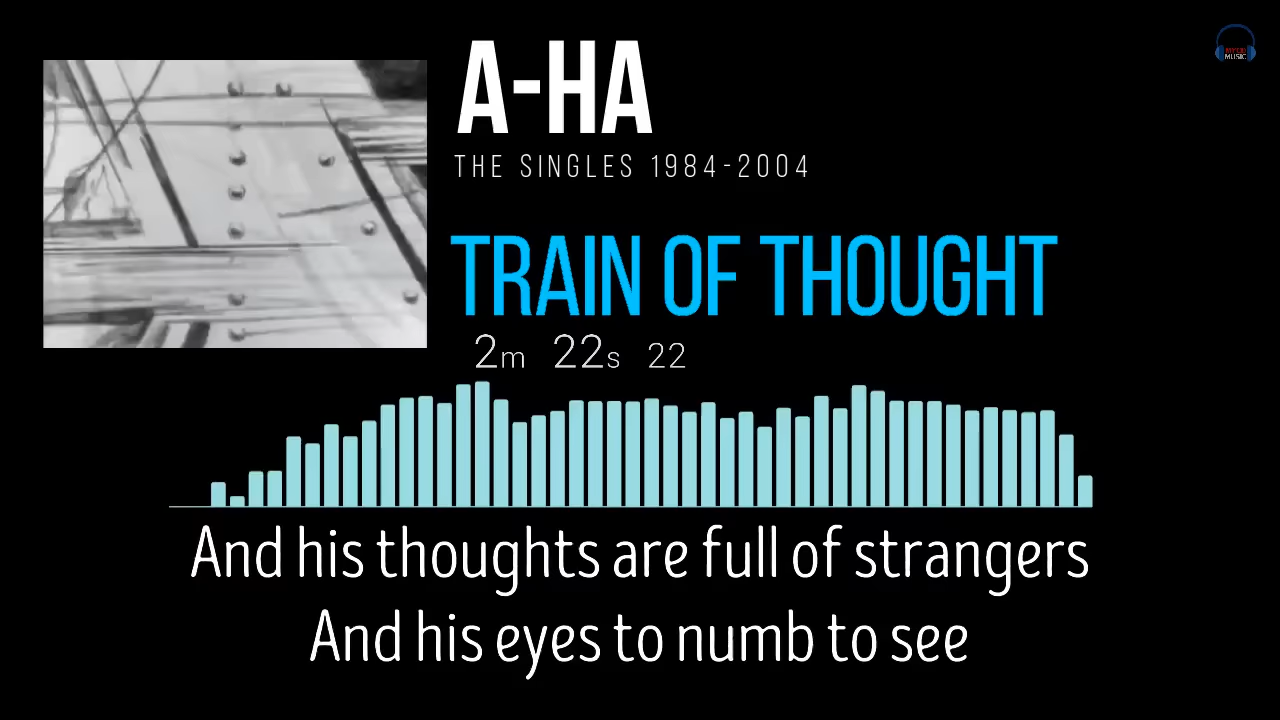 A-HA
THE SINGLES 1984-2004
TRAIN OF THOUGHT
2m 22s 22
And his thoughts are full of strangers
And his eyes to numb to see
MUSIC